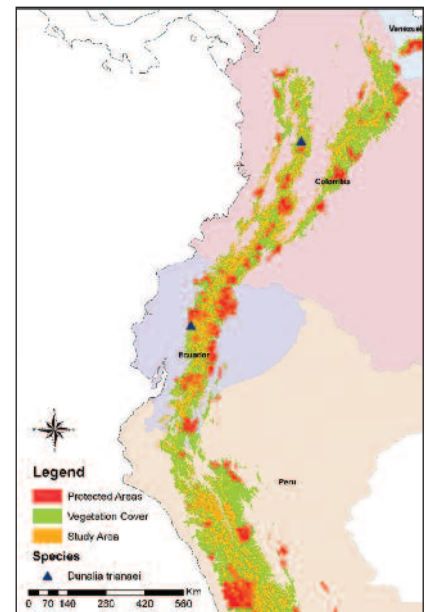 Venezuel
Colombia
Ecuador
Peru
Legend
Protected Areas
Vegetation Cover
Study Area
Species
Dunalia trianaei
Km
0 70 140 280 420 560